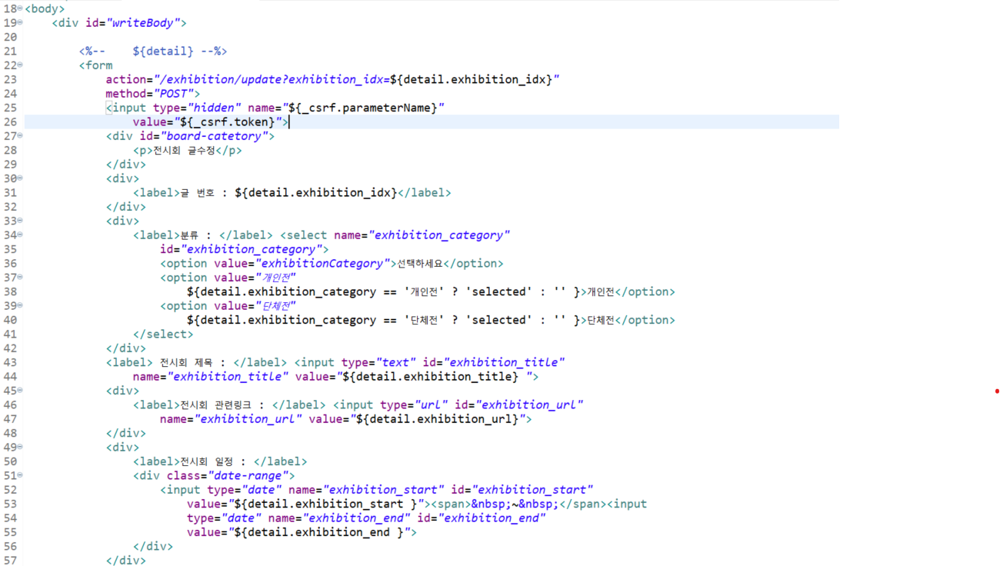 18 <body>
19     <div id="writeBody">
20
21         <%--    ${detail} --%>
22         <form
23             action="/exhibition/update?exhibition_idx=${detail.exhibition_idx}"
24             method="POST">
25             <input type="hidden" name="${_csrf.parameterName}"
26                 value="${_csrf.token}">
27             <div id="board-catetory">
28                 <p>전시회 글수정</p>
29             </div>
30             <div>
31                 <label>글 번호 : ${detail.exhibition_idx}</label>
32             </div>
33             <div>
34                 <label>분류 : </label> <select name="exhibition_category"
35                     id="exhibition_category">
36                     <option value="exhibitionCategory">선택하세요</option>
37                     <option value="개인전"
38                         ${detail.exhibition_category == '개인전' ? 'selected' : '' }>개인전</option>
39                     <option value="단체전"
40                         ${detail.exhibition_category == '단체전' ? 'selected' : '' }>단체전</option>
41                 </select>
42             </div>
43             <label> 전시회 제목 : </label> <input type="text" id="exhibition_title"
44                 name="exhibition_title" value="${detail.exhibition_title} ">
45             <div>
46                 <label>전시회 관련링크 : </label> <input type="url" id="exhibition_url"
47                     name="exhibition_url" value="${detail.exhibition_url}">
48             </div>
49             <div>
50                 <label>전시회 일정 : </label>
51                 <div class="date-range">
52                     <input type="date" name="exhibition_start" id="exhibition_start"
53                         value="${detail.exhibition_start }"><span>&nbsp;~&nbsp;</span><input
54                         type="date" name="exhibition_end" id="exhibition_end"
55                         value="${detail.exhibition_end }">
56                 </div>
57             </div>